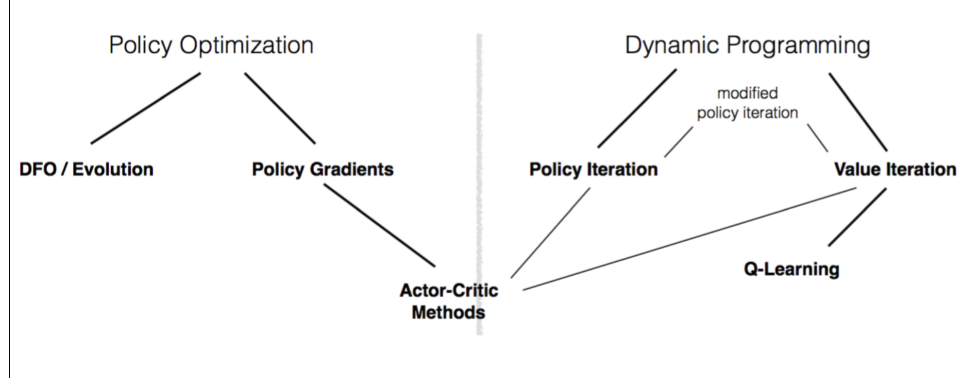 Policy Optimization
Dynamic Programming
modified
policy iteration
DFO / Evolution
Policy Gradients
Policy Iteration
Value Iteration
Q-Learning
Actor-Critic
Methods